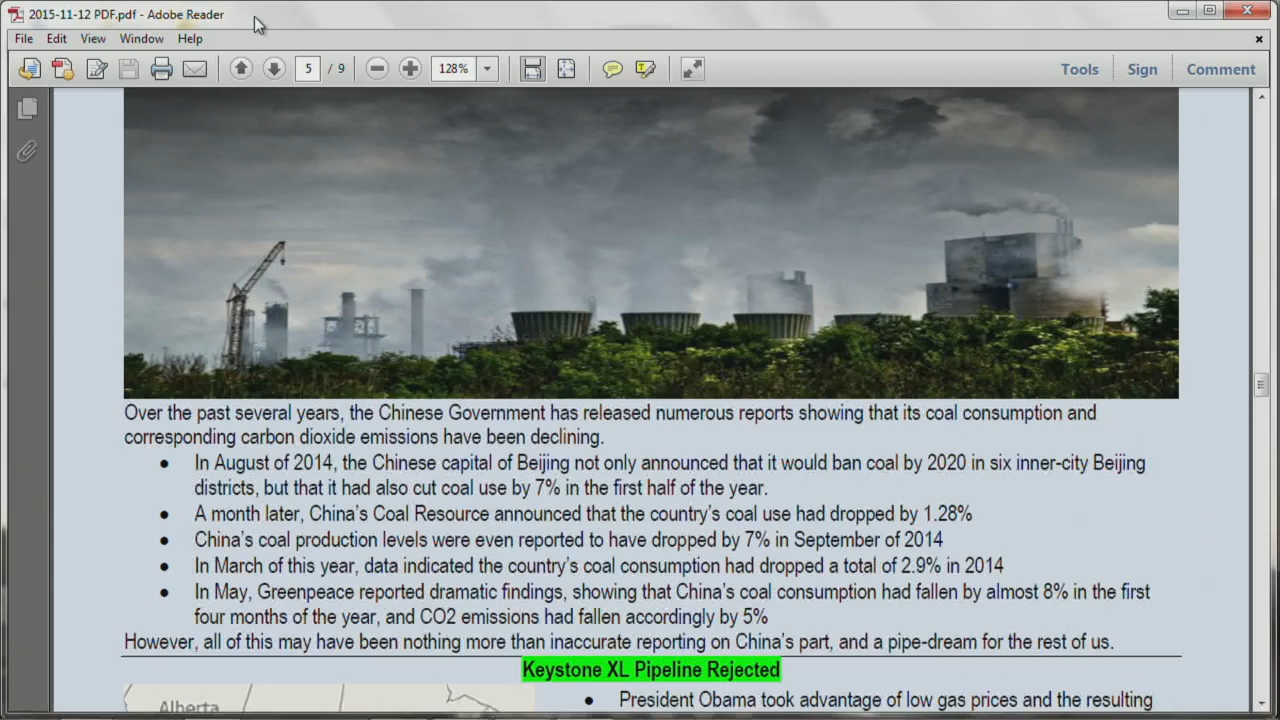 2015-11-12 PDF.pdf - Adobe Reader
File Edit View Window Help
5 / 9 128% Tools Sign Comment
Over the past several years, the Chinese Government has released numerous reports showing that its coal consumption and
corresponding carbon dioxide emissions have been declining.
• In August of 2014, the Chinese capital of Beijing not only announced that it would ban coal by 2020 in six inner-city Beijing
districts, but that it had also cut coal use by 7% in the first half of the year.
• A month later, China's Coal Resource announced that the country's coal use had dropped by 1.28%
• China's coal production levels were even reported to have dropped by 7% in September of 2014
• In March of this year, data indicated the country's coal consumption had dropped a total of 2.9% in 2014
• In May, Greenpeace reported dramatic findings, showing that China's coal consumption had fallen by almost 8% in the first
four months of the year, and CO2 emissions had fallen accordingly by 5%
However, all of this may have been nothing more than inaccurate reporting on China's part, and a pipe-dream for the rest of us.
Keystone XL Pipeline Rejected
Alberta
• President Obama took advantage of low gas prices and the resulting